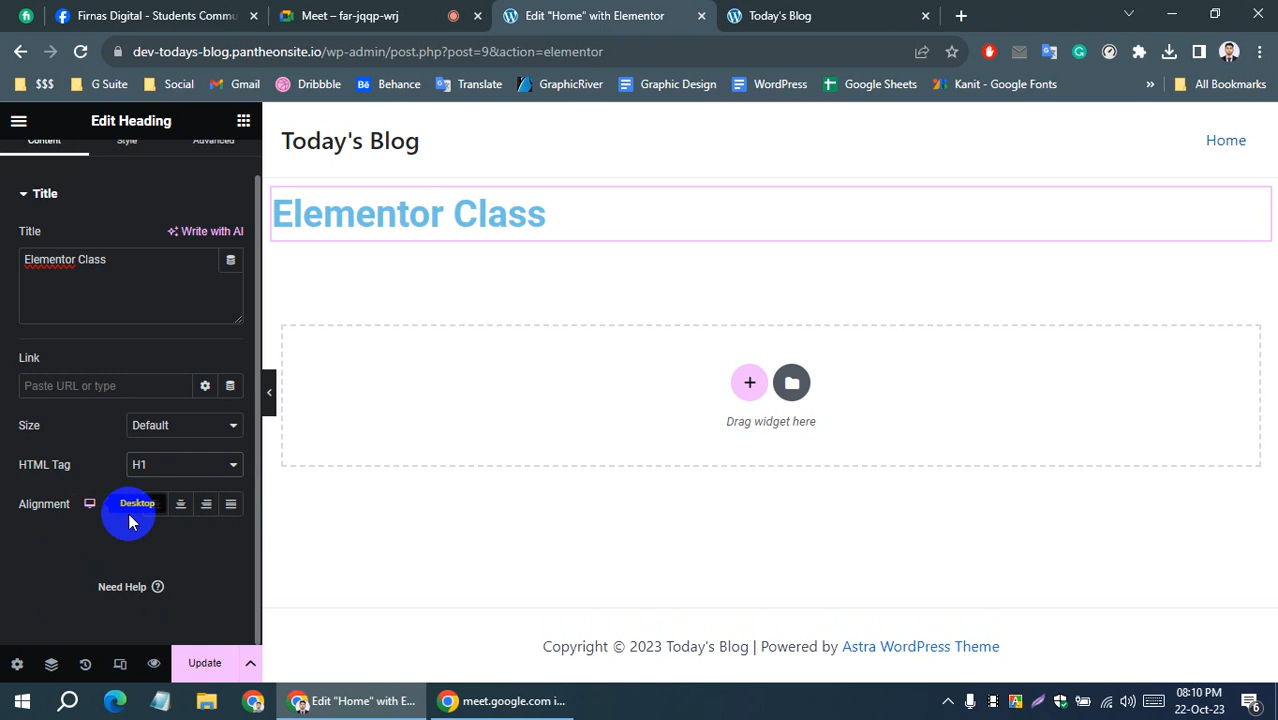 Firnas Digital - Students Commu
Meet – far-jqqp-wrj
Edit "Home" with Elementor
Today's Blog
dev-todays-blog.pantheonsite.io/wp-admin/post.php?post=9&action=elementor
$$$
G Suite
Social
Gmail
Dribbble
Behance
Translate
GraphicRiver
Graphic Design
WordPress
Google Sheets
Kanit - Google Fonts
»
All Bookmarks
Edit Heading
Content
Style
Advanced
Today's Blog
Home
Title
Elementor Class
Title
Write with AI
Elementor Class
Link
Paste URL or type
Size
Default
HTML Tag
H1
Alignment
Desktop
Drag widget here
Need Help
Copyright © 2023 Today's Blog | Powered by Astra WordPress Theme
Update
Edit "Home" with E...
meet.google.com i...
08:10 PM
22-Oct-23
6